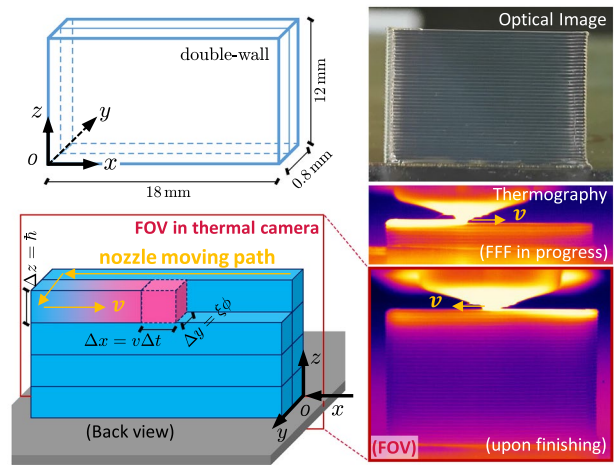 double-wall
z
y
o
x
12 mm
0.8 mm
18 mm
Optical Image
Thermography
v
(FFF in progress)
FOV in thermal camera
nozzle moving path
Δz = ħ
v
Δx = vΔt
Δy = ξϕ
z
o
x
y
(Back view)
v
(FOV)
(upon finishing)